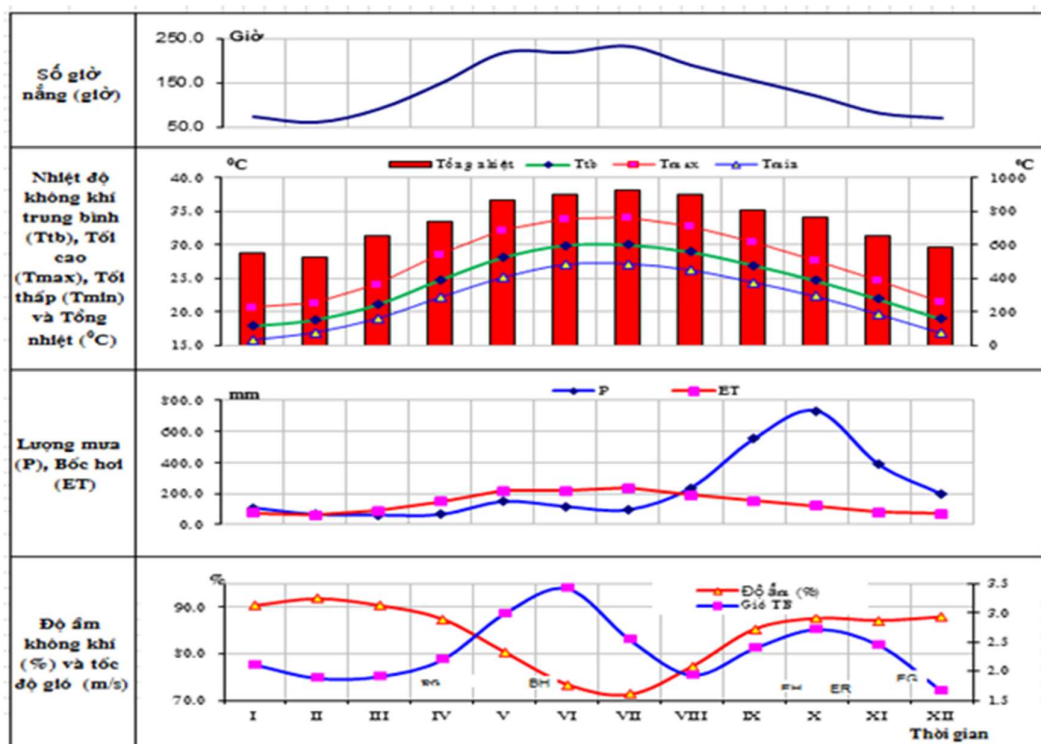 Số giờ
nắng (giờ)
Giờ
250.0
150.0
50.0
Nhiệt độ
không khí
trung bình
(Ttb), Tối
cao
(Tmax), Tối
thấp (Tmin)
và Tổng
nhiệt (⁰C)
⁰C
Tổng nhiệt
Ttb
Tmax
Tmin
⁰C
40.0
35.0
30.0
25.0
20.0
15.0
1000
800
600
400
200
0
Lượng mưa
(P), Bốc hơi
(ET)
mm
P
ET
800.0
600.0
400.0
200.0
0.0
Độ ẩm
không khí
(%) và tốc
độ gió (m/s)
%
Độ ẩm (%)
Gió TB
90.0
80.0
70.0
3.5
3.0
2.5
2.0
1.5
BH
EH
ER
EG
I II III IV V VI VII VIII IX X XI XII
Thời gian